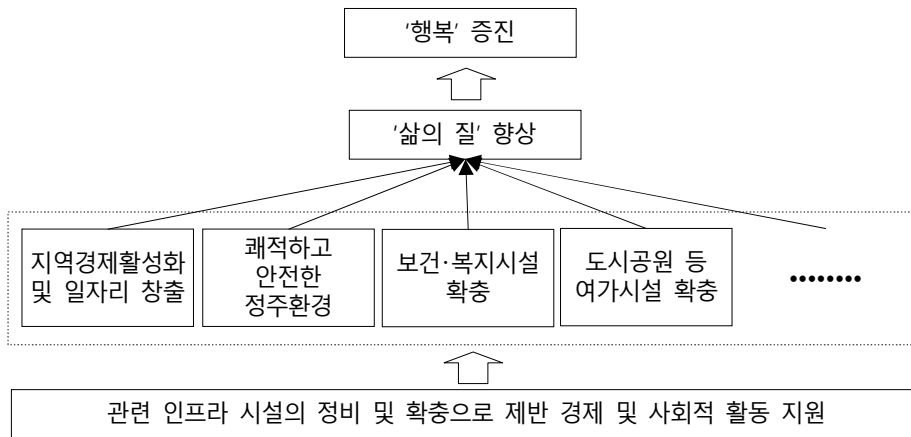 '행복' 증진
'삶의 질' 향상
지역경제활성화
및 일자리 창출
쾌적하고
안전한
정주환경
보건·복지시설
확충
도시공원 등
여가시설 확충
••••••••
관련 인프라 시설의 정비 및 확충으로 제반 경제 및 사회적 활동 지원